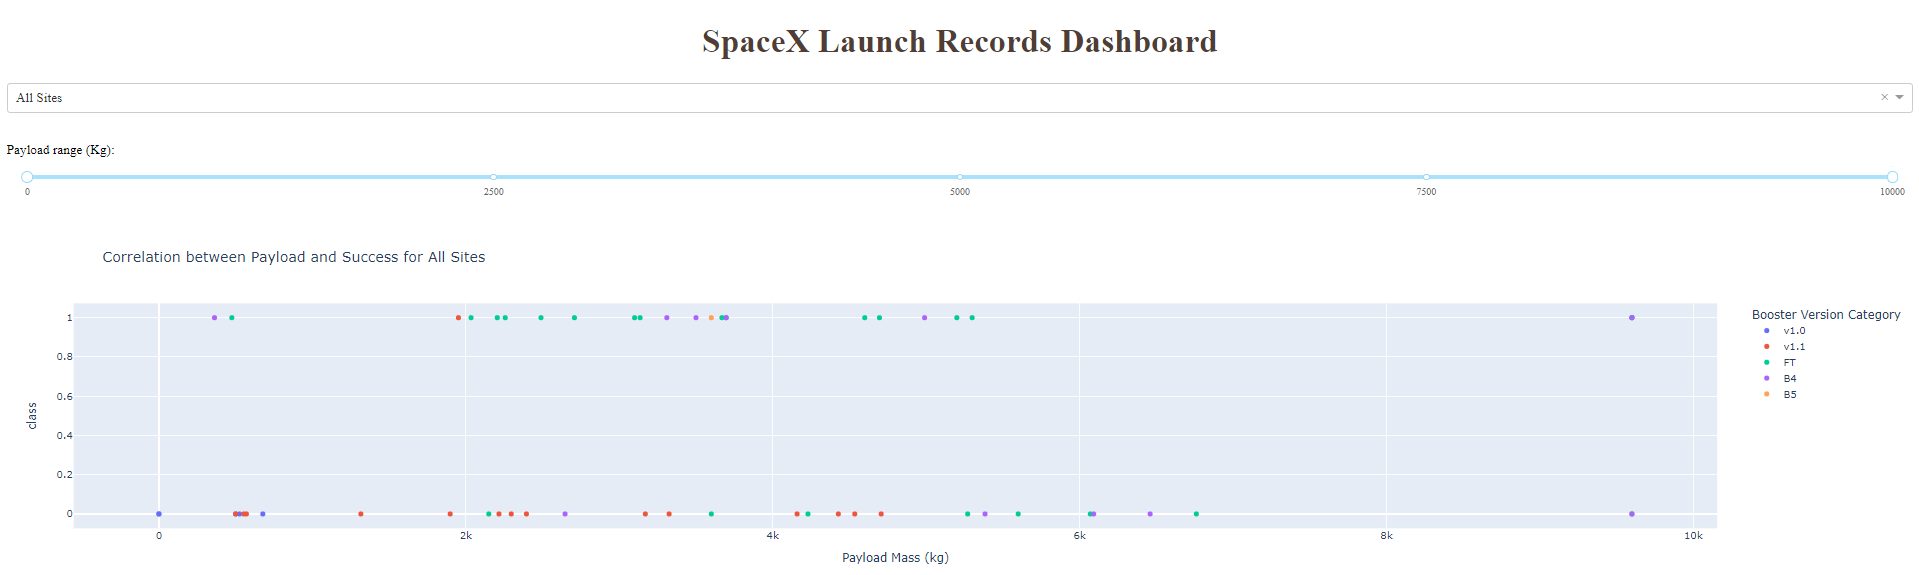 SpaceX Launch Records Dashboard
All Sites
×
Payload range (Kg):
0 2500 5000 7500 10000
Correlation between Payload and Success for All Sites
1
0.8
0.6
0.4
0.2
0
class
0 2k 4k 6k 8k 10k
Payload Mass (kg)
Booster Version Category
v1.0
v1.1
FT
B4
B5